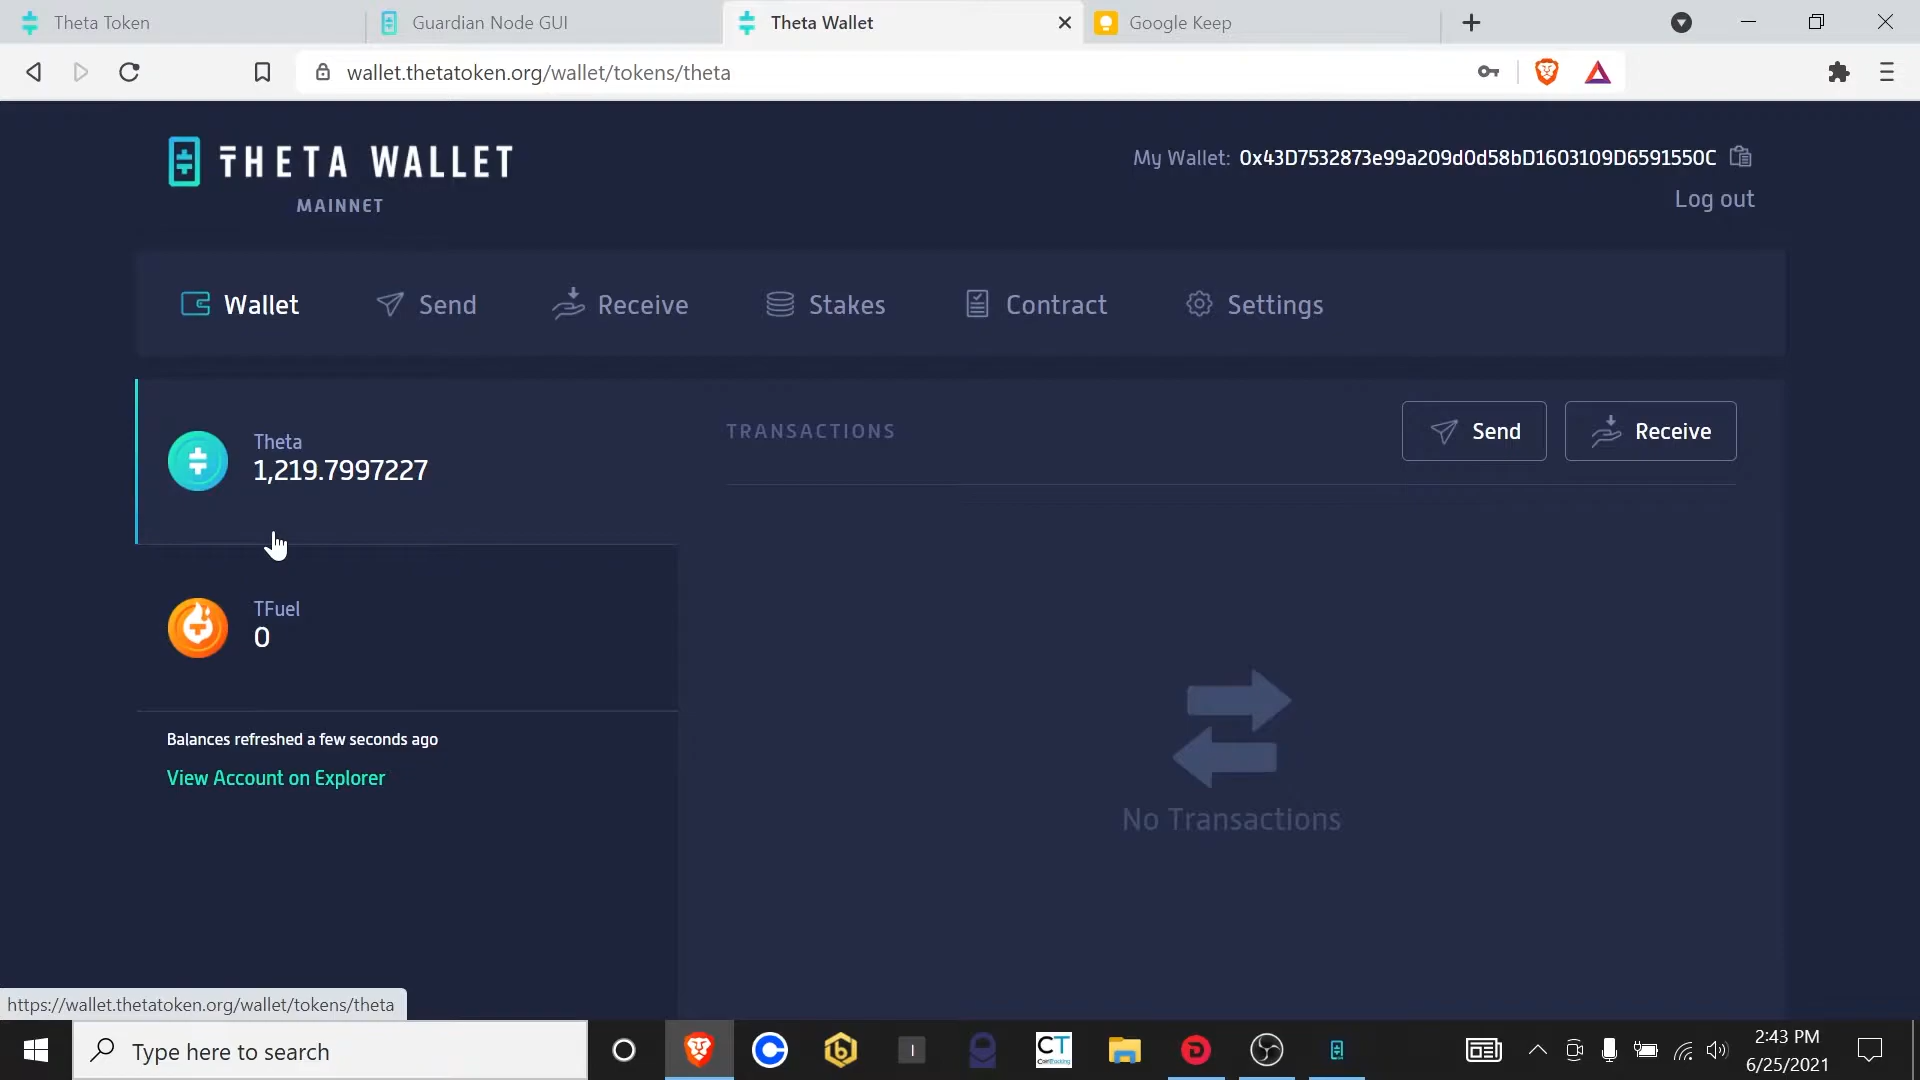 Theta Token
Guardian Node GUI
Theta Wallet
Google Keep
wallet.thetatoken.org/wallet/tokens/theta
THETA WALLET
MAINNET
My Wallet: 0x43D7532873e99a209d0d58bD1603109D6591550C
Log out
Wallet
Send
Receive
Stakes
Contract
Settings
Theta
1,219.7997227
TRANSACTIONS
Send
Receive
TFuel
0
Balances refreshed a few seconds ago
View Account on Explorer
No Transactions
https://wallet.thetatoken.org/wallet/tokens/theta
Type here to search
CT
2:43 PM
6/25/2021